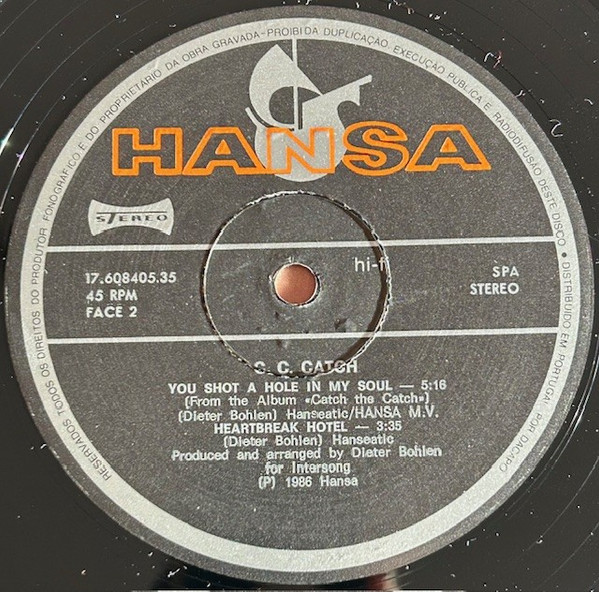 RESERVADOS TODOS OS DIREITOS DO PRODUTOR FONOGRÁFICO E DO PROPRIETÁRIO DA OBRA GRAVADA-PROIBIDA DUPLICAÇÃO, EXECUÇÃO PÚBLICA E RADIODIFUSÃO DESTE DISCO • DISTRIBUÍDO EM PORTUGAL POR DACAPO
HANSA
STEREO
hi-f
17.608405.35
45 RPM
FACE 2
SPA
STEREO
C. C. CATCH
YOU SHOT A HOLE IN MY SOUL — 5:16
(From the Album «Catch the Catch»)
(Dieter Bohlen) Hanseatic/HANSA M.V.
HEARTBREAK HOTEL — 3:35
(Dieter Bohlen) Hanseatic
Produced and arranged by Dieter Bohlen
for Intersong
(P) 1986 Hansa